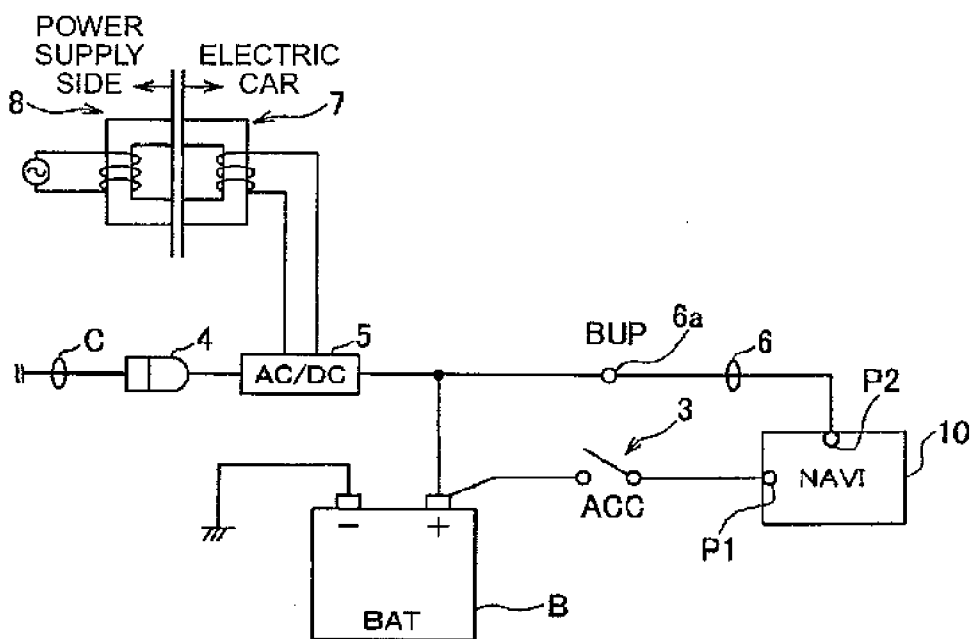 POWER
SUPPLY
SIDE
ELECTRIC
CAR
8
7
C
4
5
AC/DC
BUP
6a
6
P2
3
10
NAVI
ACC
P1
−
+
BAT
B